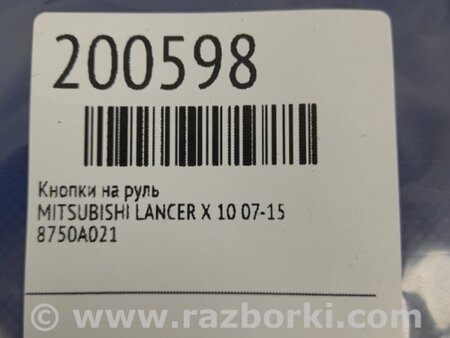 200598
Кнопки на руль
MITSUBISHI LANCER X 10 07-15
8750A021
© www.razborki.com